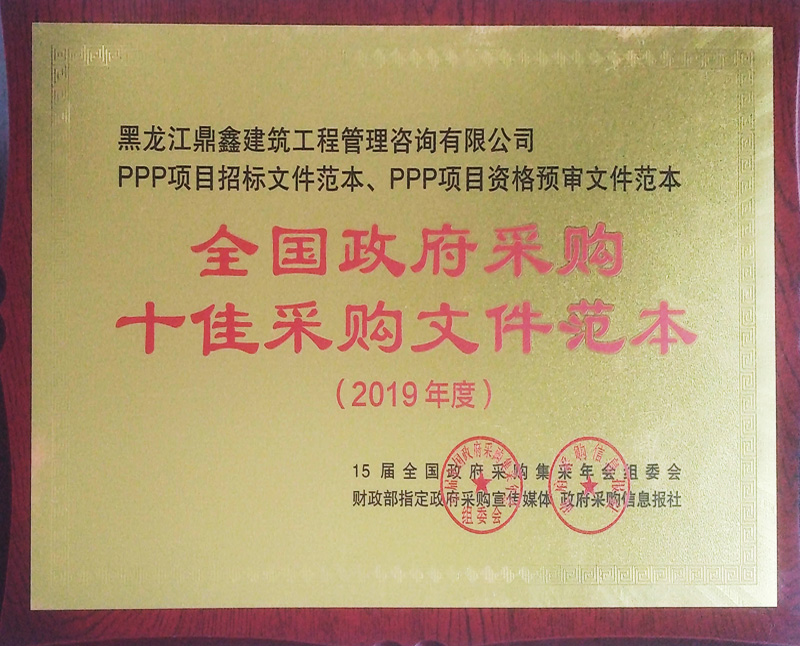 黑龙江鼎鑫建筑工程管理咨询有限公司
PPP项目招标文件范本、PPP项目资格预审文件范本
全国政府采购
十佳采购文件范本
（2019年度）
15届全国政府采购集采年会组委会
财政部指定政府采购宣传媒体 政府采购信息报社
组委会